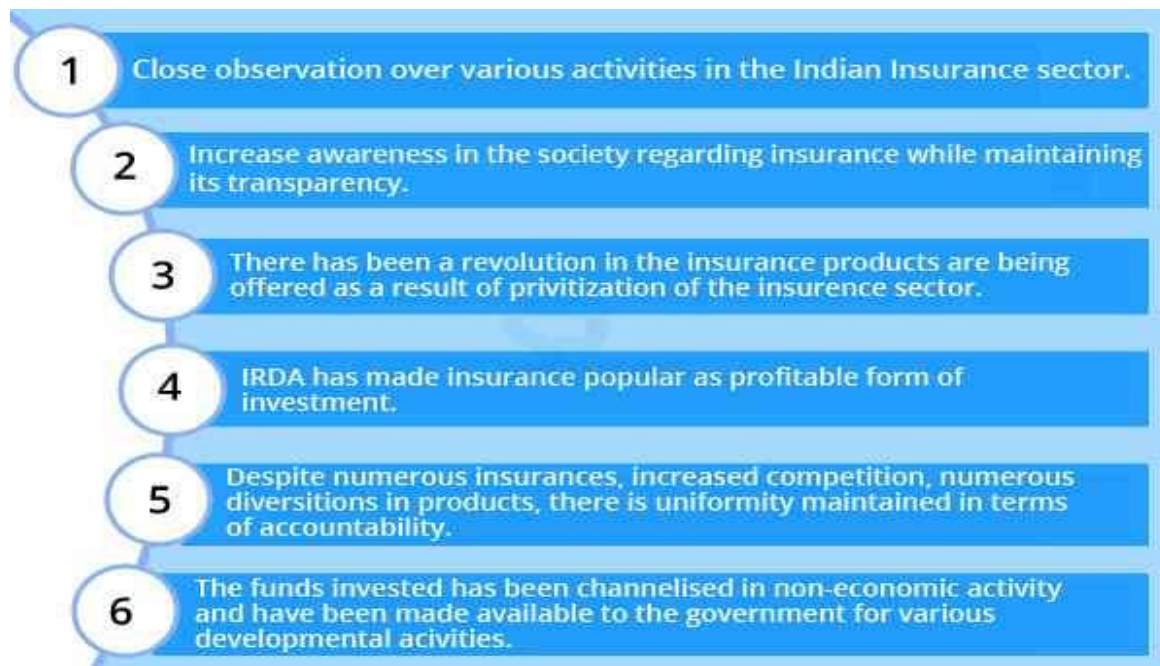 1
Close observation over various activities in the Indian Insurance sector.
2
Increase awareness in the society regarding insurance while maintaining
its transparency.
3
There has been a revolution in the insurance products are being
offered as a result of privitization of the insurence sector.
4
IRDA has made insurance popular as profitable form of
investment.
5
Despite numerous insurances, increased competition, numerous
diversitions in products, there is uniformity maintained in terms
of accountability.
6
The funds invested has been channelised in non-economic activity
and have been made available to the government for various
developmental acivities.